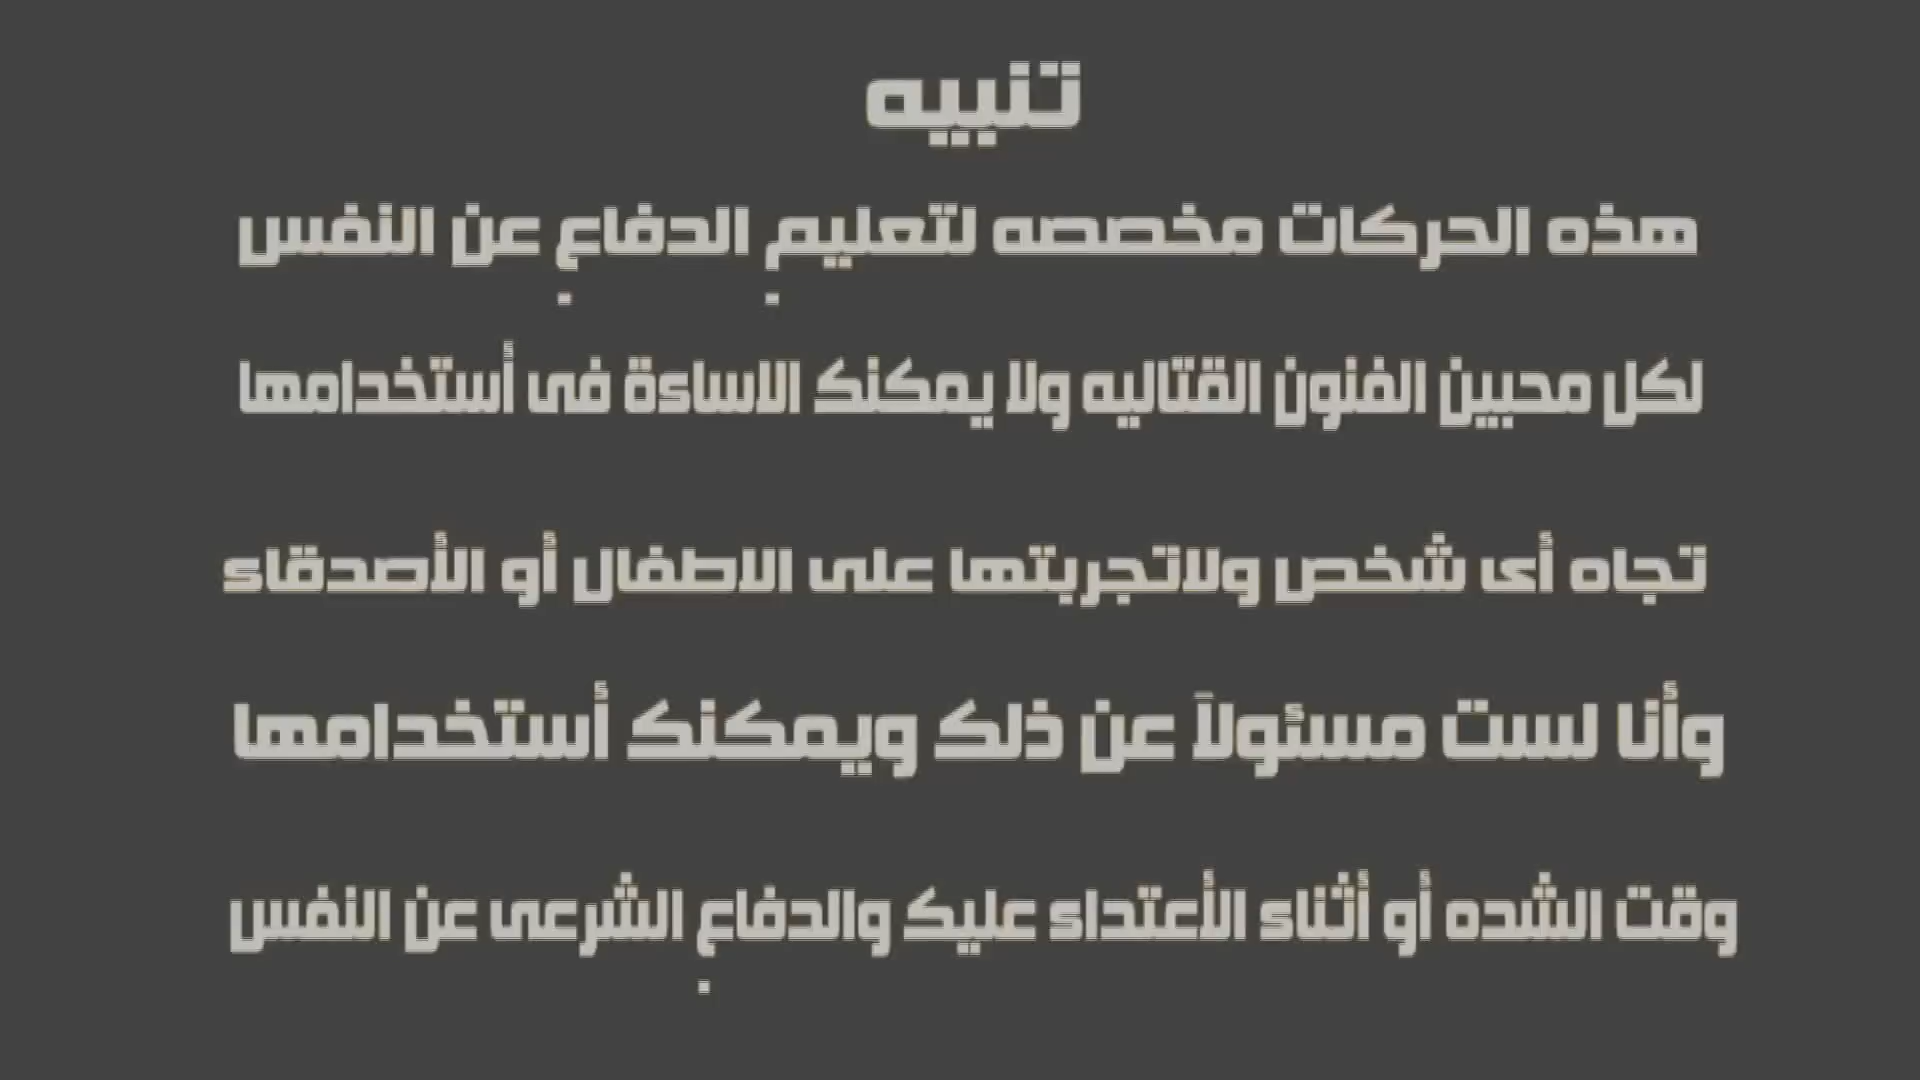 تنبيه
هذه الحركات مخصصه لتعليم الدفاع عن النفس
لكل محبين الفنون القتاليه ولا يمكنك الاساءة فى أستخدامها
تجاه أى شخص ولاتجربتها على الاطفال أو الأصدقاء
وأنا لست مسئولاً عن ذلك ويمكنك أستخدامها
وقت الشده أو أثناء الأعتداء عليك والدفاع الشرعى عن النفس